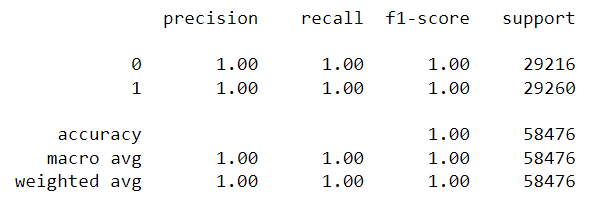 precision recall f1-score support
0 1.00 1.00 1.00 29216
1 1.00 1.00 1.00 29260
accuracy 1.00 58476
macro avg 1.00 1.00 1.00 58476
weighted avg 1.00 1.00 1.00 58476